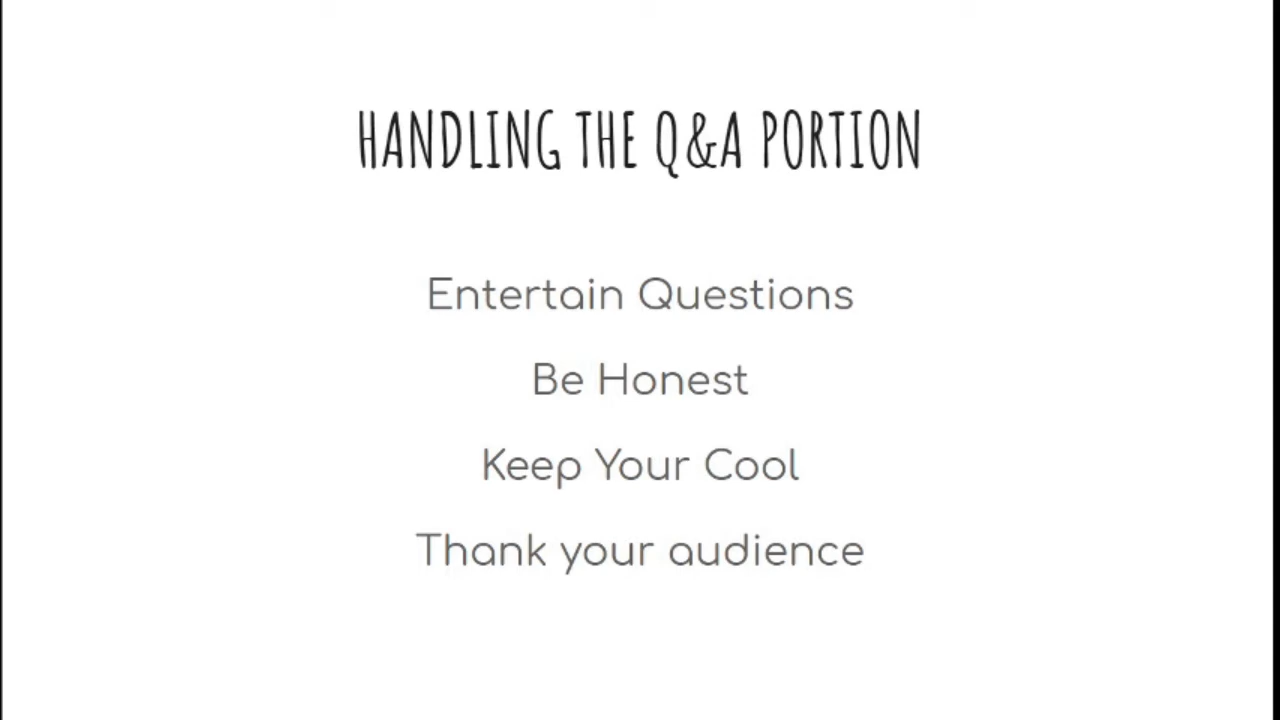 HANDLING THE Q&A PORTION
Entertain Questions
Be Honest
Keep Your Cool
Thank your audience